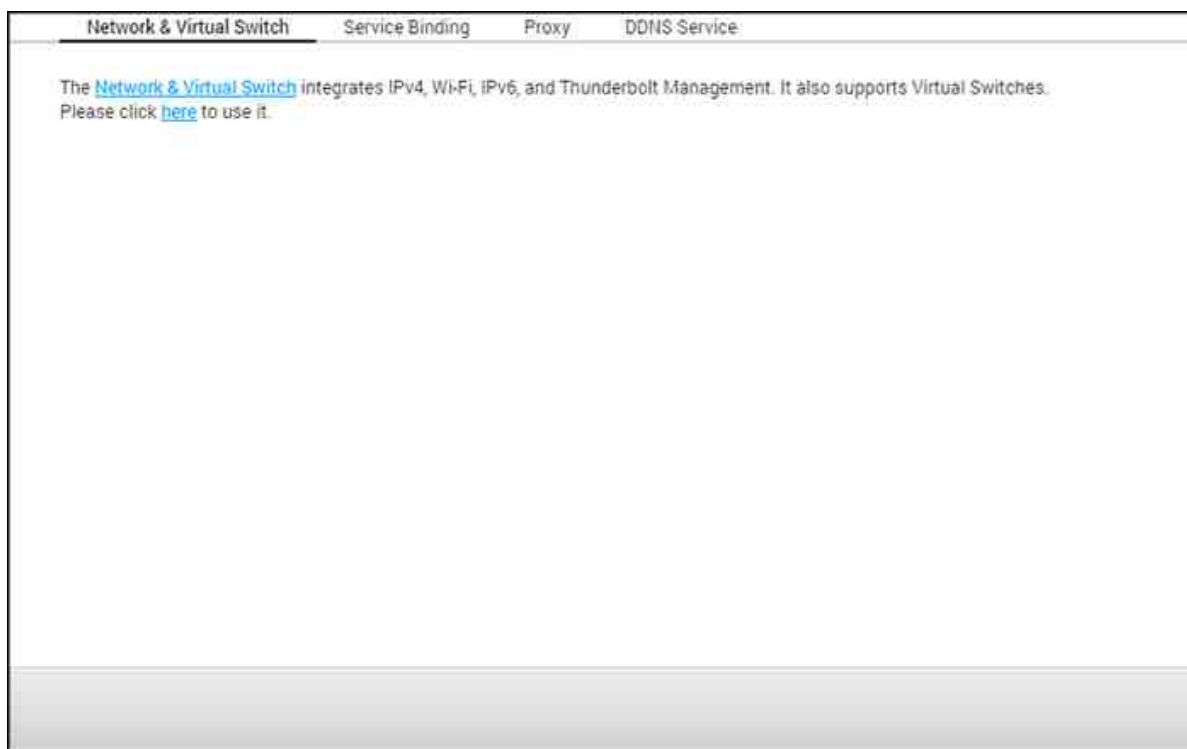 Network & Virtual Switch Service Binding Proxy DDNS Service
The Network & Virtual Switch integrates IPv4, Wi-Fi, IPv6, and Thunderbolt Management. It also supports Virtual Switches.
Please click here to use it.